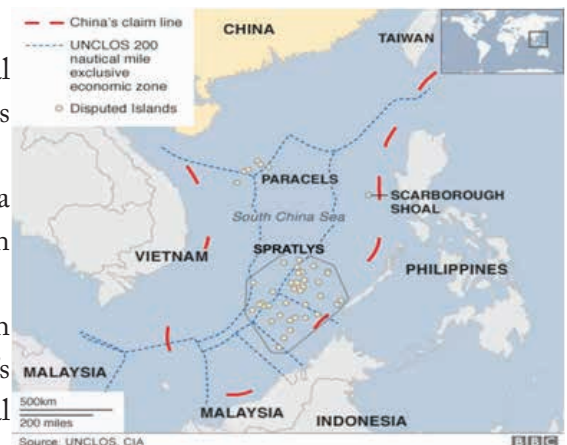 China's claim line
UNCLOS 200
nautical mile
exclusive
economic zone
Disputed Islands
CHINA
TAIWAN
PARACELS
South China Sea
SCARBOROUGH
SHOAL
VIETNAM
SPRATLYS
PHILIPPINES
MALAYSIA
500km
200 miles
MALAYSIA
INDONESIA
Source: UNCLOS, CIA
BBC